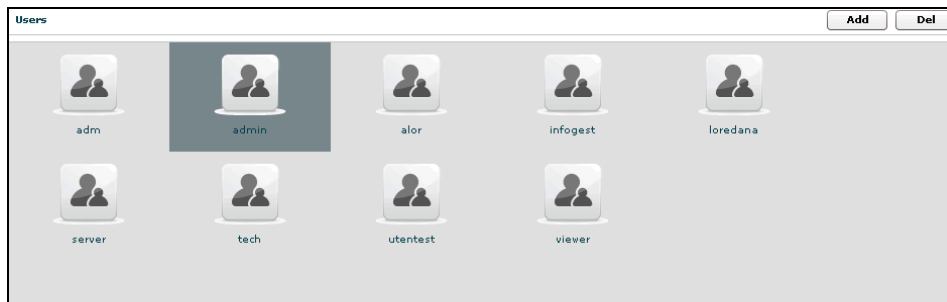 Users Add Del
adm admin alor infogest loredana
server tech utentest viewer